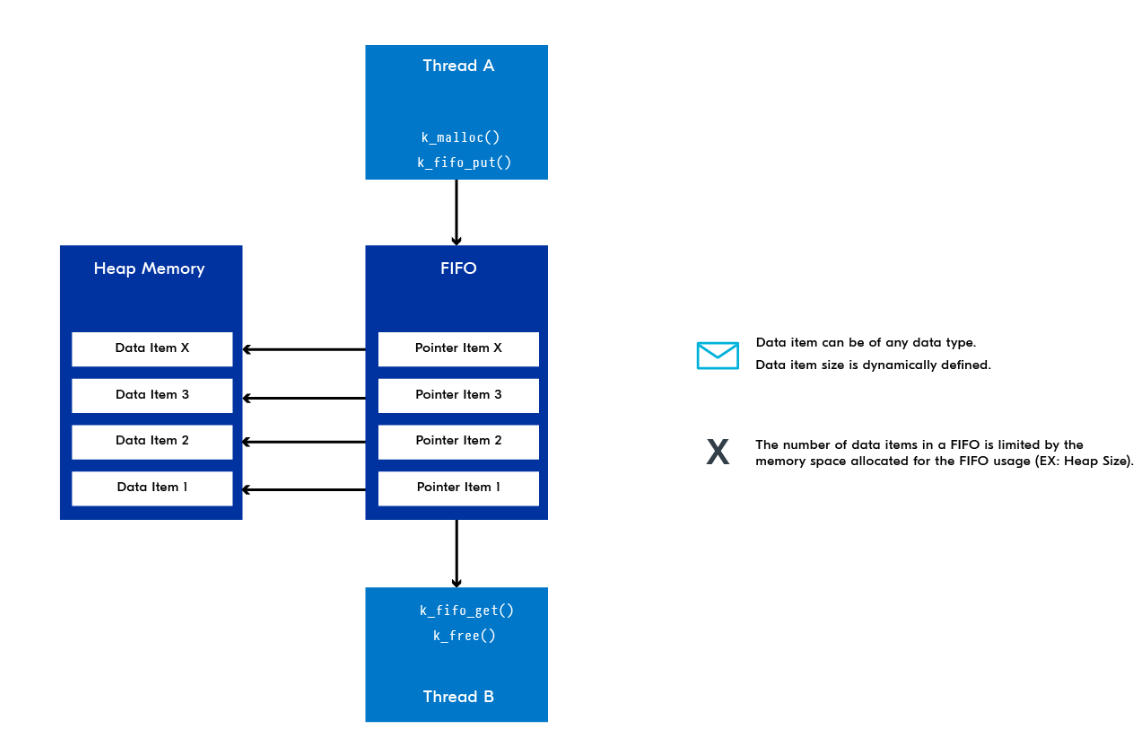 Thread A
k_malloc()
k_fifo_put()
Heap Memory
Data Item X
Data Item 3
Data Item 2
Data Item 1
FIFO
Pointer Item X
Pointer Item 3
Pointer Item 2
Pointer Item 1
k_fifo_get()
k_free()
Thread B
Data item can be of any data type.
Data item size is dynamically defined.
X
The number of data items in a FIFO is limited by the
memory space allocated for the FIFO usage (EX: Heap Size).